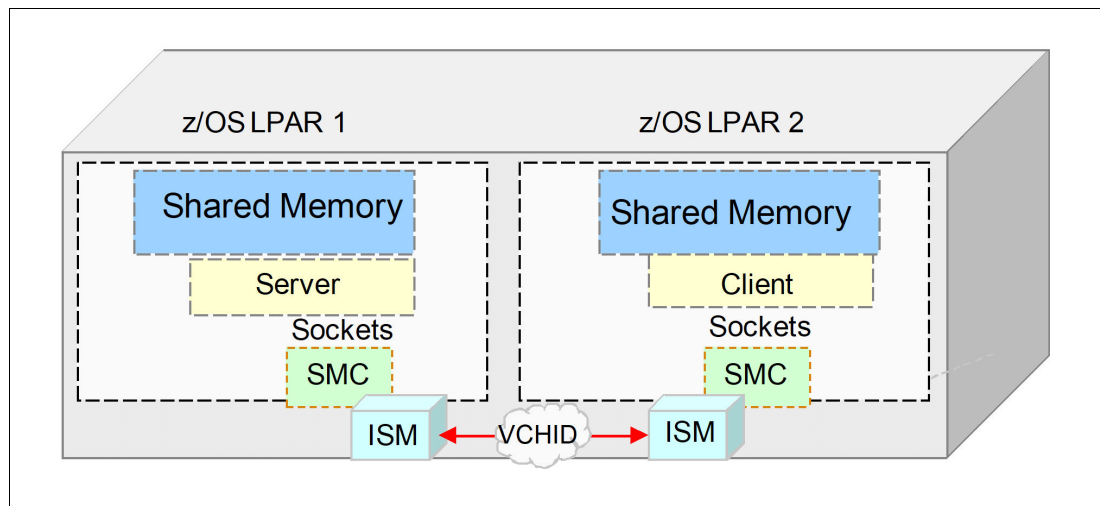 z/OS LPAR 1
z/OS LPAR 2
Shared Memory
Shared Memory
Server
Client
Sockets
Sockets
SMC
SMC
ISM
VCHID
ISM